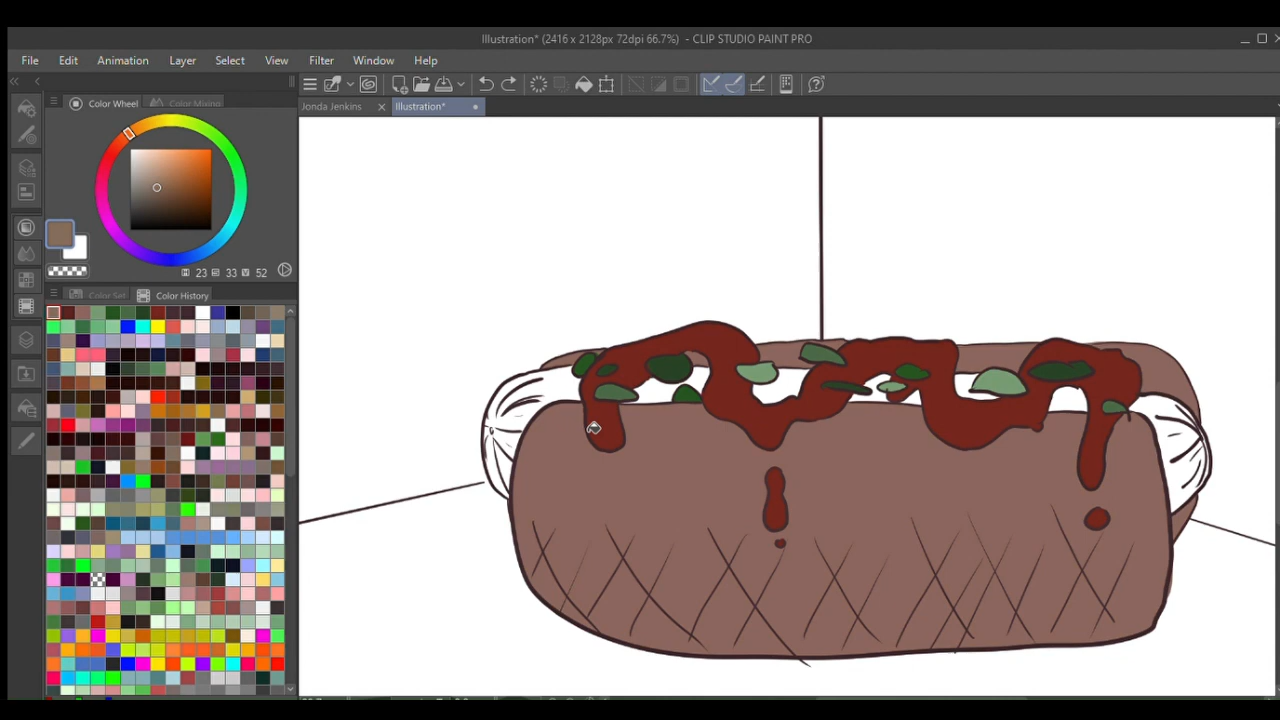 Illustration* (2416 x 2128px 72dpi 66.7%) - CLIP STUDIO PAINT PRO
File Edit Animation Layer Select View Filter Window Help
Color Wheel Color Mixing
Jonda Jenkins Illustration*
H 23 S 33 V 52
Color Set Color History